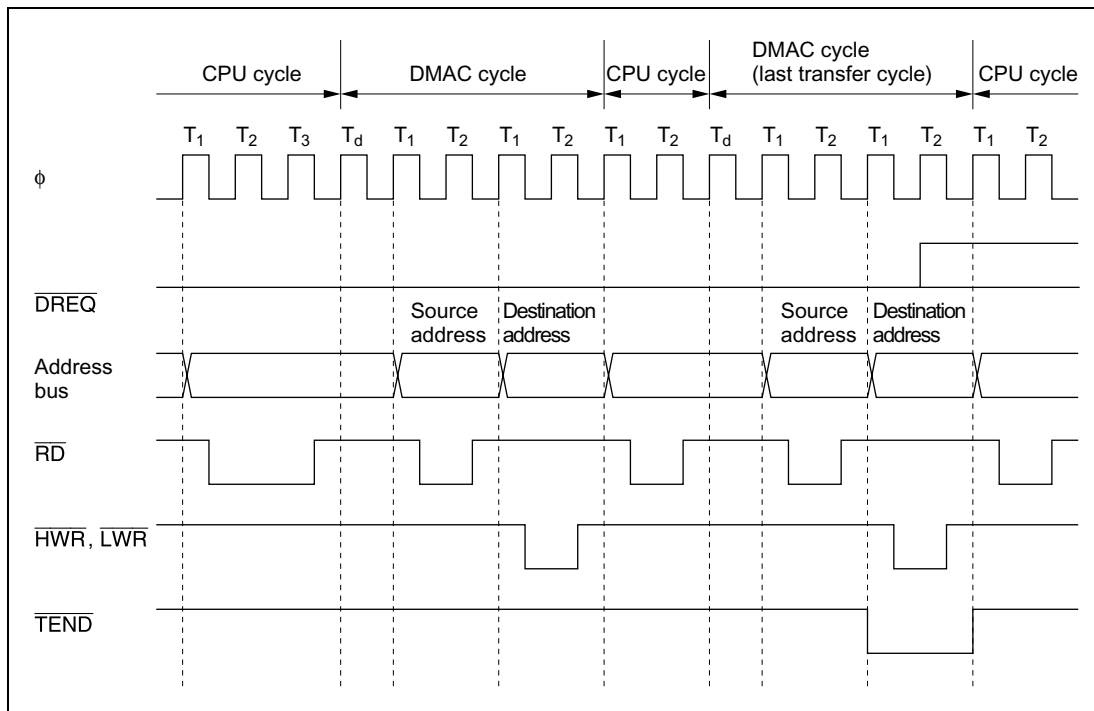 CPU cycle
DMAC cycle
CPU cycle
DMAC cycle
(last transfer cycle)
CPU cycle
T1 T2 T3 Td T1 T2 T1 T2 T1 T2 Td T1 T2 T1 T2 T1 T2
ϕ
DREQ
Source
address
Destination
address
Source
address
Destination
address
Address
bus
RD
HWR, LWR
TEND